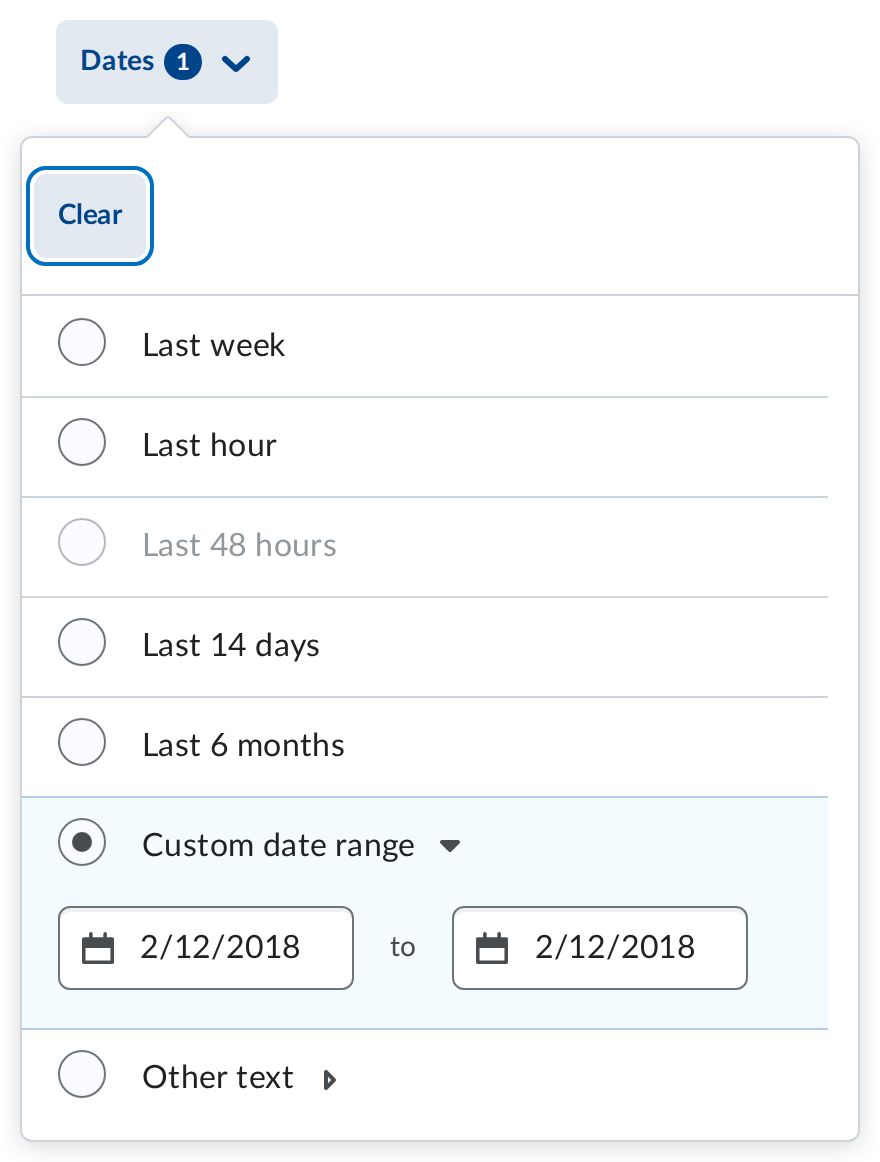 Dates 1
Clear
Last week
Last hour
Last 48 hours
Last 14 days
Last 6 months
Custom date range
2/12/2018 to 2/12/2018
Other text